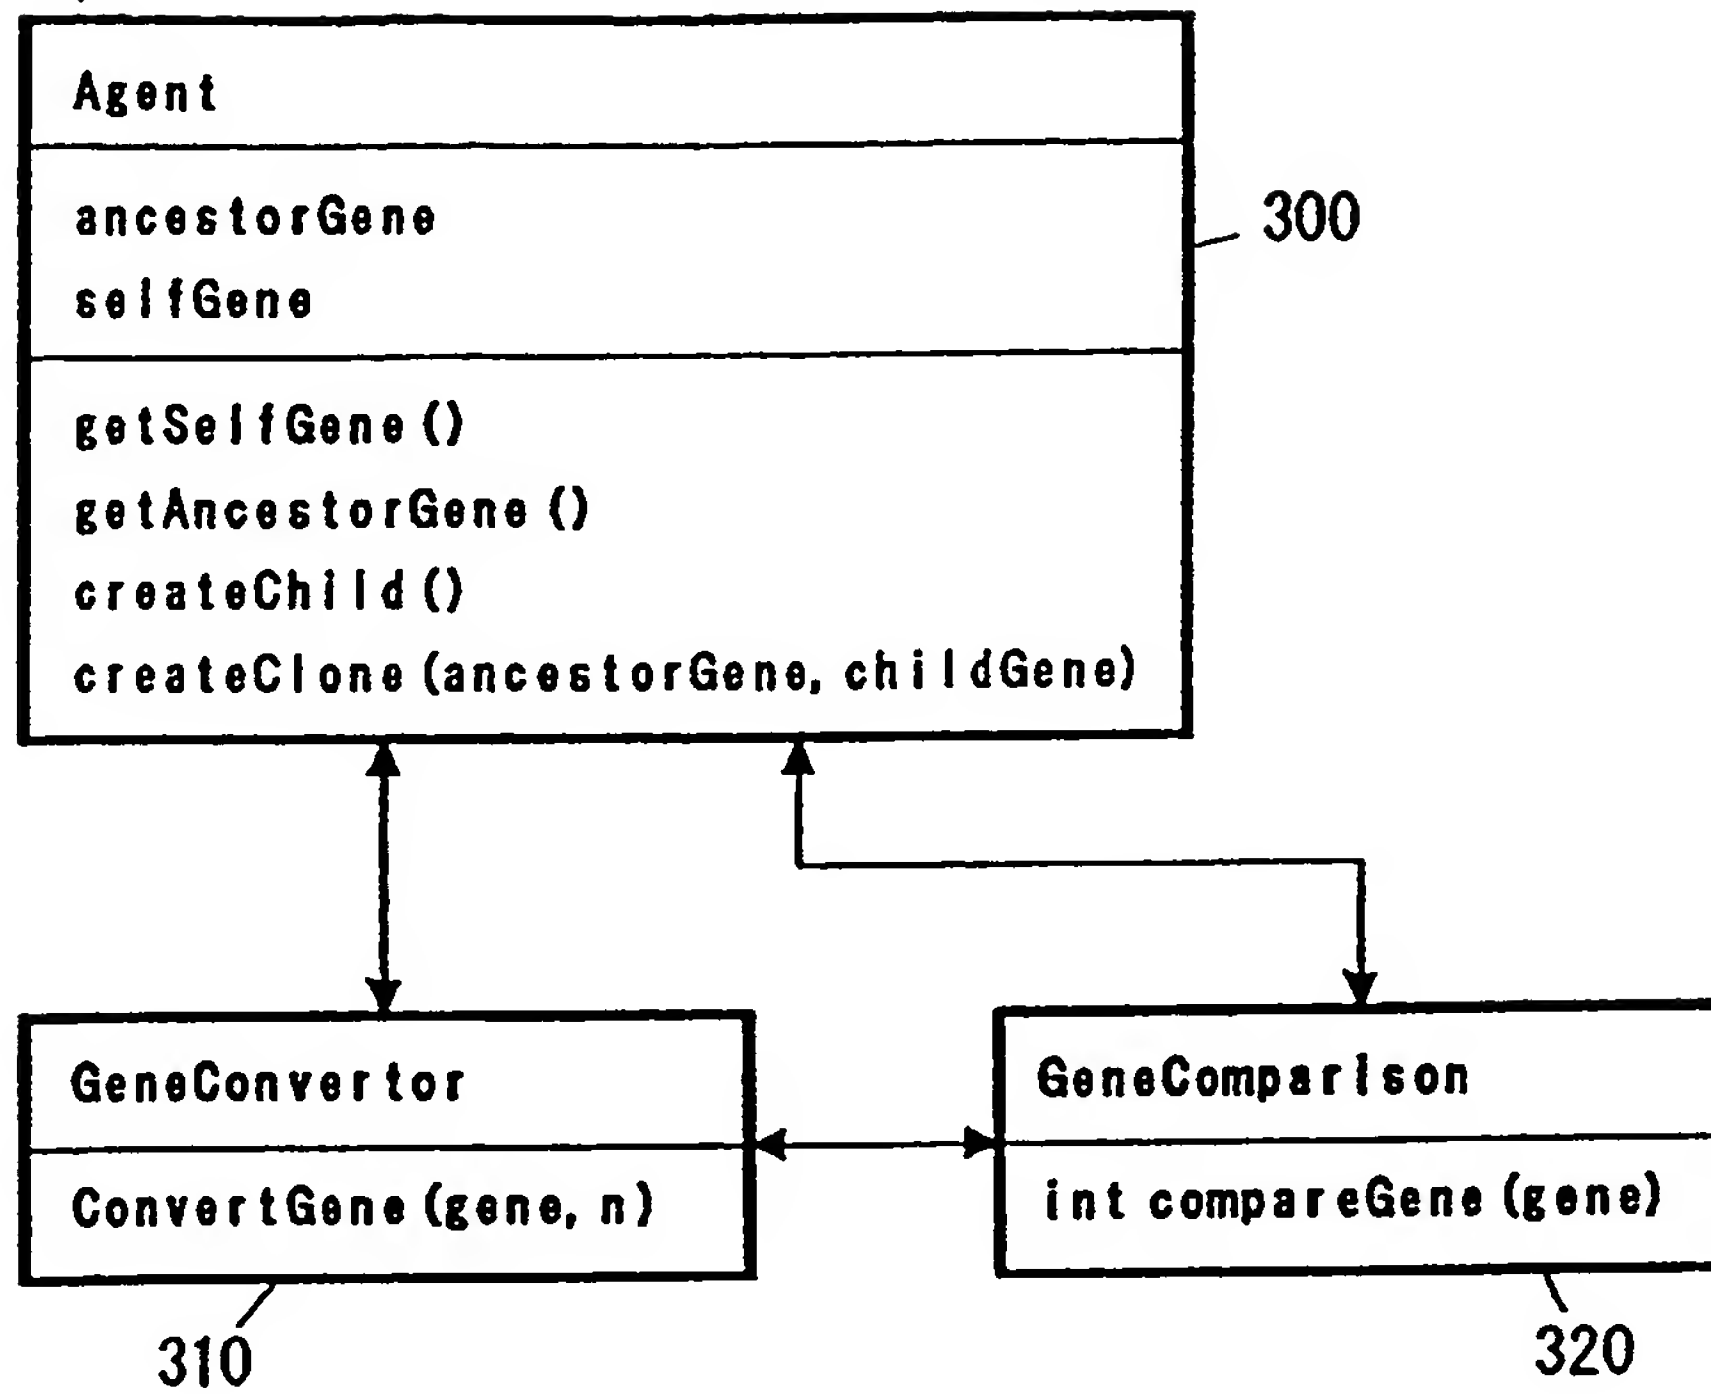 Agent
ancestorGene
selfGene
300
getSelfGene()
getAncestorGene()
createChild()
createClone(ancestorGene, childGene)
GeneConvertor
ConvertGene(gene, n)
310
GeneComparison
int compareGene(gene)
320